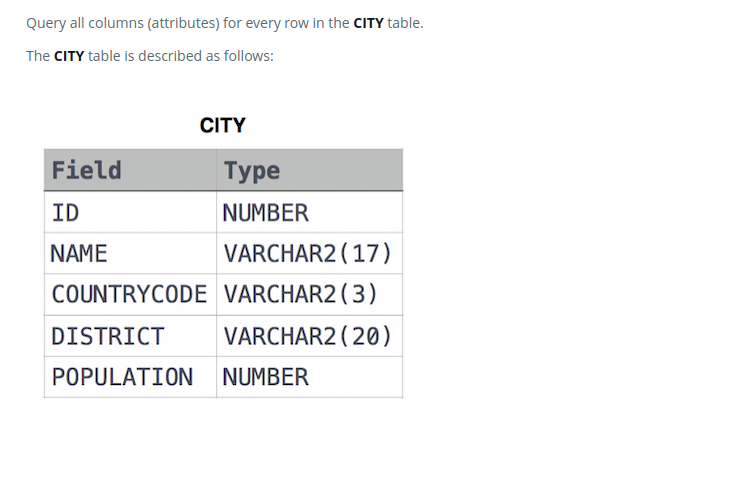 Query all columns (attributes) for every row in the CITY table.
The CITY table is described as follows:
CITY
Field Type
ID NUMBER
NAME VARCHAR2(17)
COUNTRYCODE VARCHAR2(3)
DISTRICT VARCHAR2(20)
POPULATION NUMBER